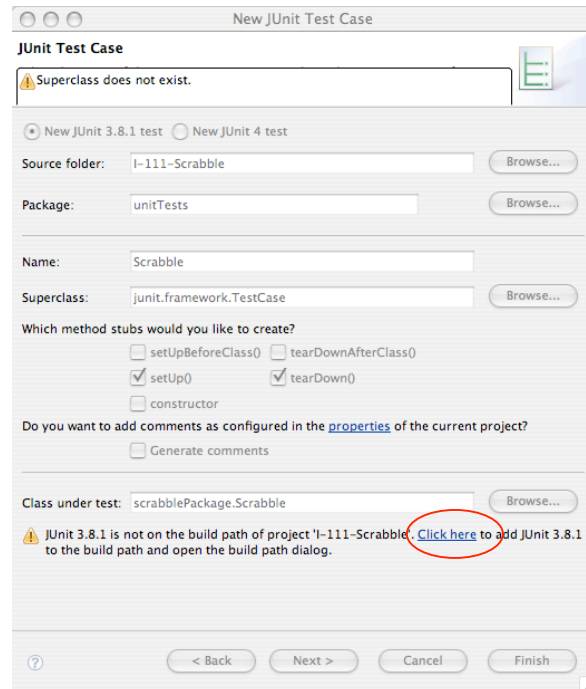 New JUnit Test Case
JUnit Test Case
Superclass does not exist.
New JUnit 3.8.1 test New JUnit 4 test
Source folder: I-111-Scrabble Browse...
Package: unitTests Browse...
Name: Scrabble
Superclass: junit.framework.TestCase Browse...
Which method stubs would you like to create?
setUpBeforeClass() tearDownAfterClass()
setUp() tearDown()
constructor
Do you want to add comments as configured in the properties of the current project?
Generate comments
Class under test: scrabblePackage.Scrabble Browse...
JUnit 3.8.1 is not on the build path of project 'I-111-Scrabble'. Click here to add JUnit 3.8.1
to the build path and open the build path dialog.
? < Back Next > Cancel Finish